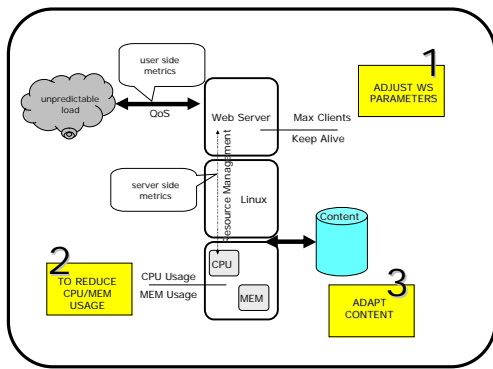 user side
metrics
1
unpredictable
load
QoS
ADJUST WS
PARAMETERS
Web Server
Max Clients
Keep Alive
Resource Management
server side
metrics
Linux
Content
2
TO REDUCE
CPU/MEM
USAGE
CPU Usage
MEM Usage
CPU
MEM
3
ADAPT
CONTENT